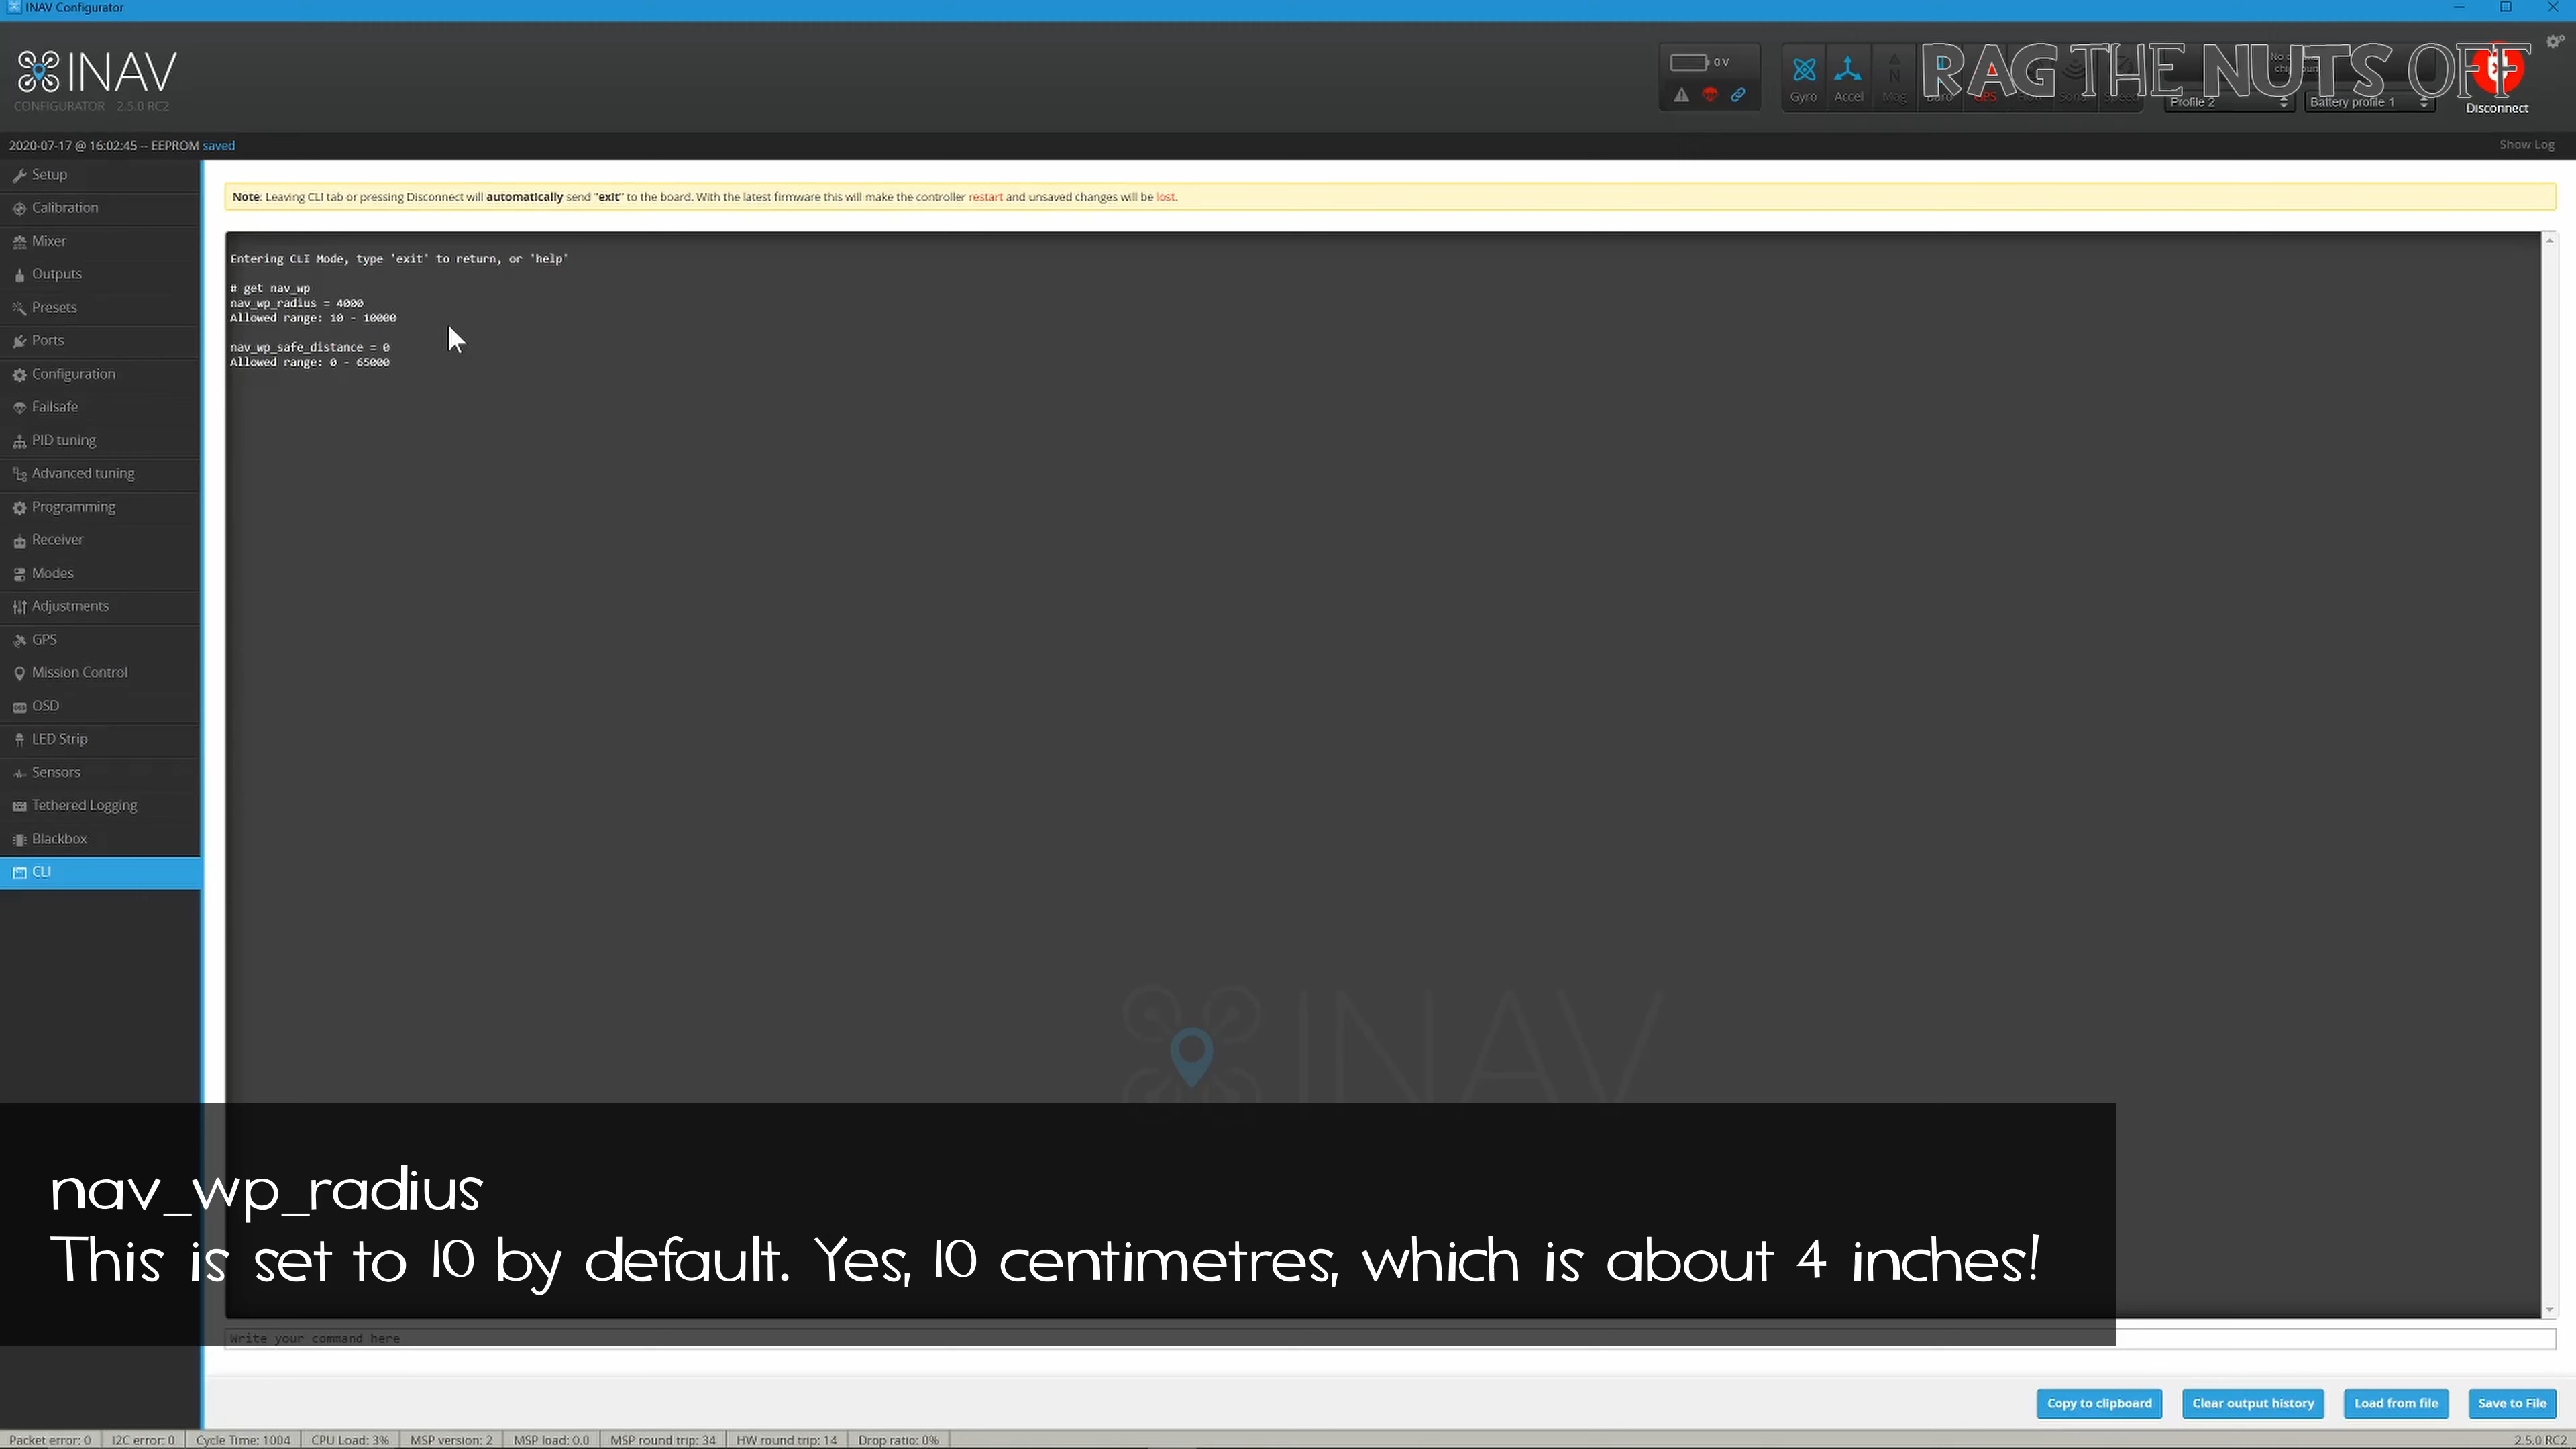 INAV Configurator
INAV
CONFIGURATOR 2.5.0 RC2
0 V
Gyro
Accel
Mag
Baro
GPS
Sonar
Speed
RAG THE NUTS OFF
Profile 2
Battery profile 1
Disconnect
2020-07-17 @ 16:02:45 -- EEPROM saved
Show Log
Setup
Calibration
Mixer
Outputs
Presets
Ports
Configuration
Failsafe
PID tuning
Advanced tuning
Programming
Receiver
Modes
Adjustments
GPS
Mission Control
OSD
LED Strip
Sensors
Tethered Logging
Blackbox
CLI
Note: Leaving CLI tab or pressing Disconnect will automatically send "exit" to the board. With the latest firmware this will make the controller restart and unsaved changes will be lost.
Entering CLI Mode, type 'exit' to return, or 'help'
# get nav_wp
nav_wp_radius = 4000
Allowed range: 10 - 10000
nav_wp_safe_distance = 0
Allowed range: 0 - 65000
INAV
nav_wp_radius
This is set to 10 by default. Yes, 10 centimetres, which is about 4 inches!
Write your command here
Copy to clipboard
Clear output history
Load from file
Save to File
Packet error: 0
I2C error: 0
Cycle Time: 1004
CPU Load: 3%
MSP version: 2
MSP load: 0.0
MSP round trip: 34
HW round trip: 14
Drop ratio: 0%
2.5.0 RC2